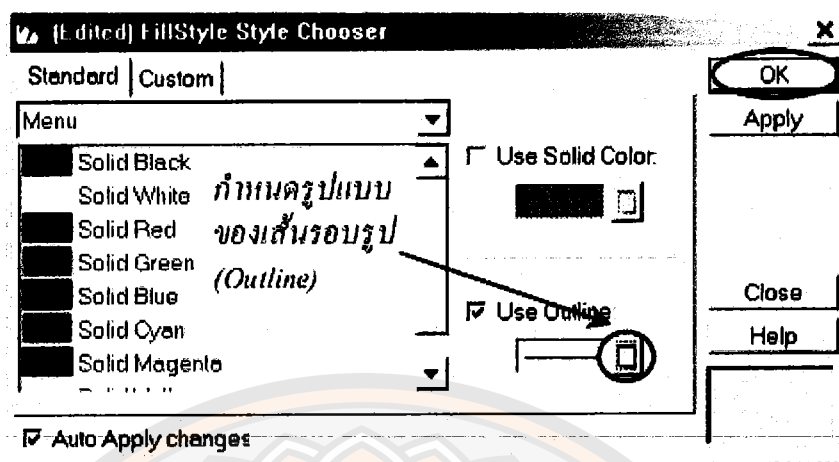 (Edited) FillStyle Style Chooser
Standard Custom
OK
Menu
Apply
Solid Black
Use Solid Color:
Solid White
กำหนดรูปแบบ
Solid Red
ของเส้นรอบรูป
Solid Green
(Outline)
Solid Blue
Use Outline
Close
Solid Cyan
Help
Solid Magenta
Auto Apply changes